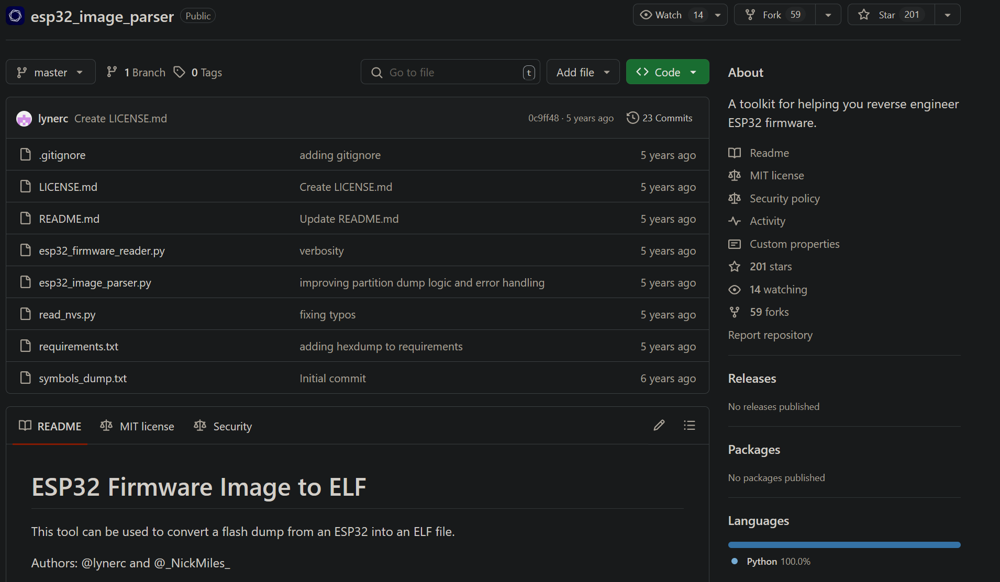 esp32_image_parser Public
Watch 14
Fork 59
Star 201
master
1 Branch
0 Tags
Go to file t
Add file
Code
lynerc Create LICENSE.md 0c9ff48 · 5 years ago 23 Commits
.gitignore adding gitignore 5 years ago
LICENSE.md Create LICENSE.md 5 years ago
README.md Update README.md 5 years ago
esp32_firmware_reader.py verbosity 5 years ago
esp32_image_parser.py improving partition dump logic and error handling 5 years ago
read_nvs.py fixing typos 5 years ago
requirements.txt adding hexdump to requirements 5 years ago
symbols_dump.txt Initial commit 6 years ago
README MIT license Security
ESP32 Firmware Image to ELF
This tool can be used to convert a flash dump from an ESP32 into an ELF file.
Authors: @lynerc and @_NickMiles_
About
A toolkit for helping you reverse engineer
ESP32 firmware.
Readme
MIT license
Security policy
Activity
Custom properties
201 stars
14 watching
59 forks
Report repository
Releases
No releases published
Packages
No packages published
Languages
Python 100.0%